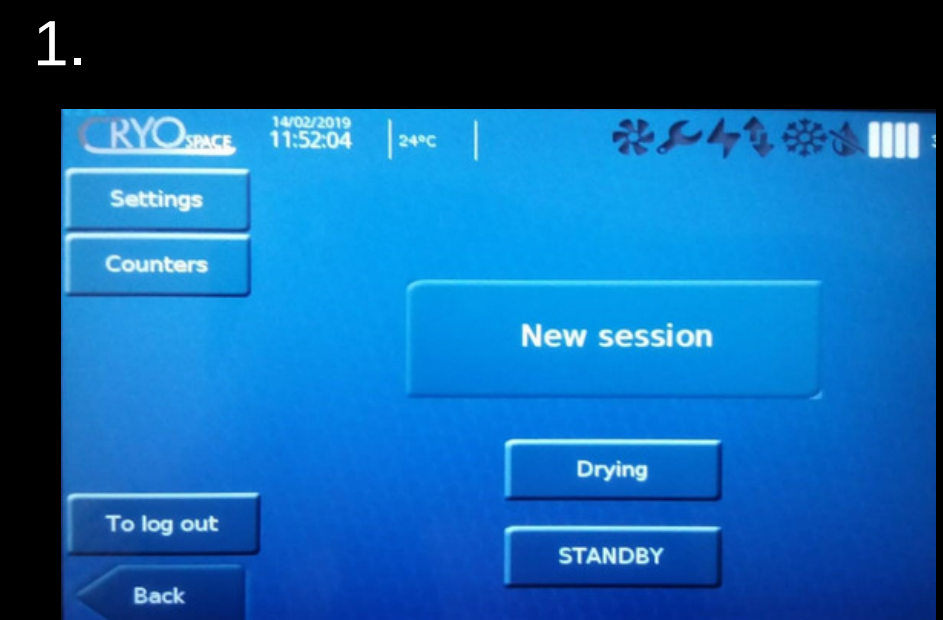 1.
CRYO SPACE
14/02/2019
11:52:04
24°C
Settings
Counters
New session
Drying
To log out
STANDBY
Back